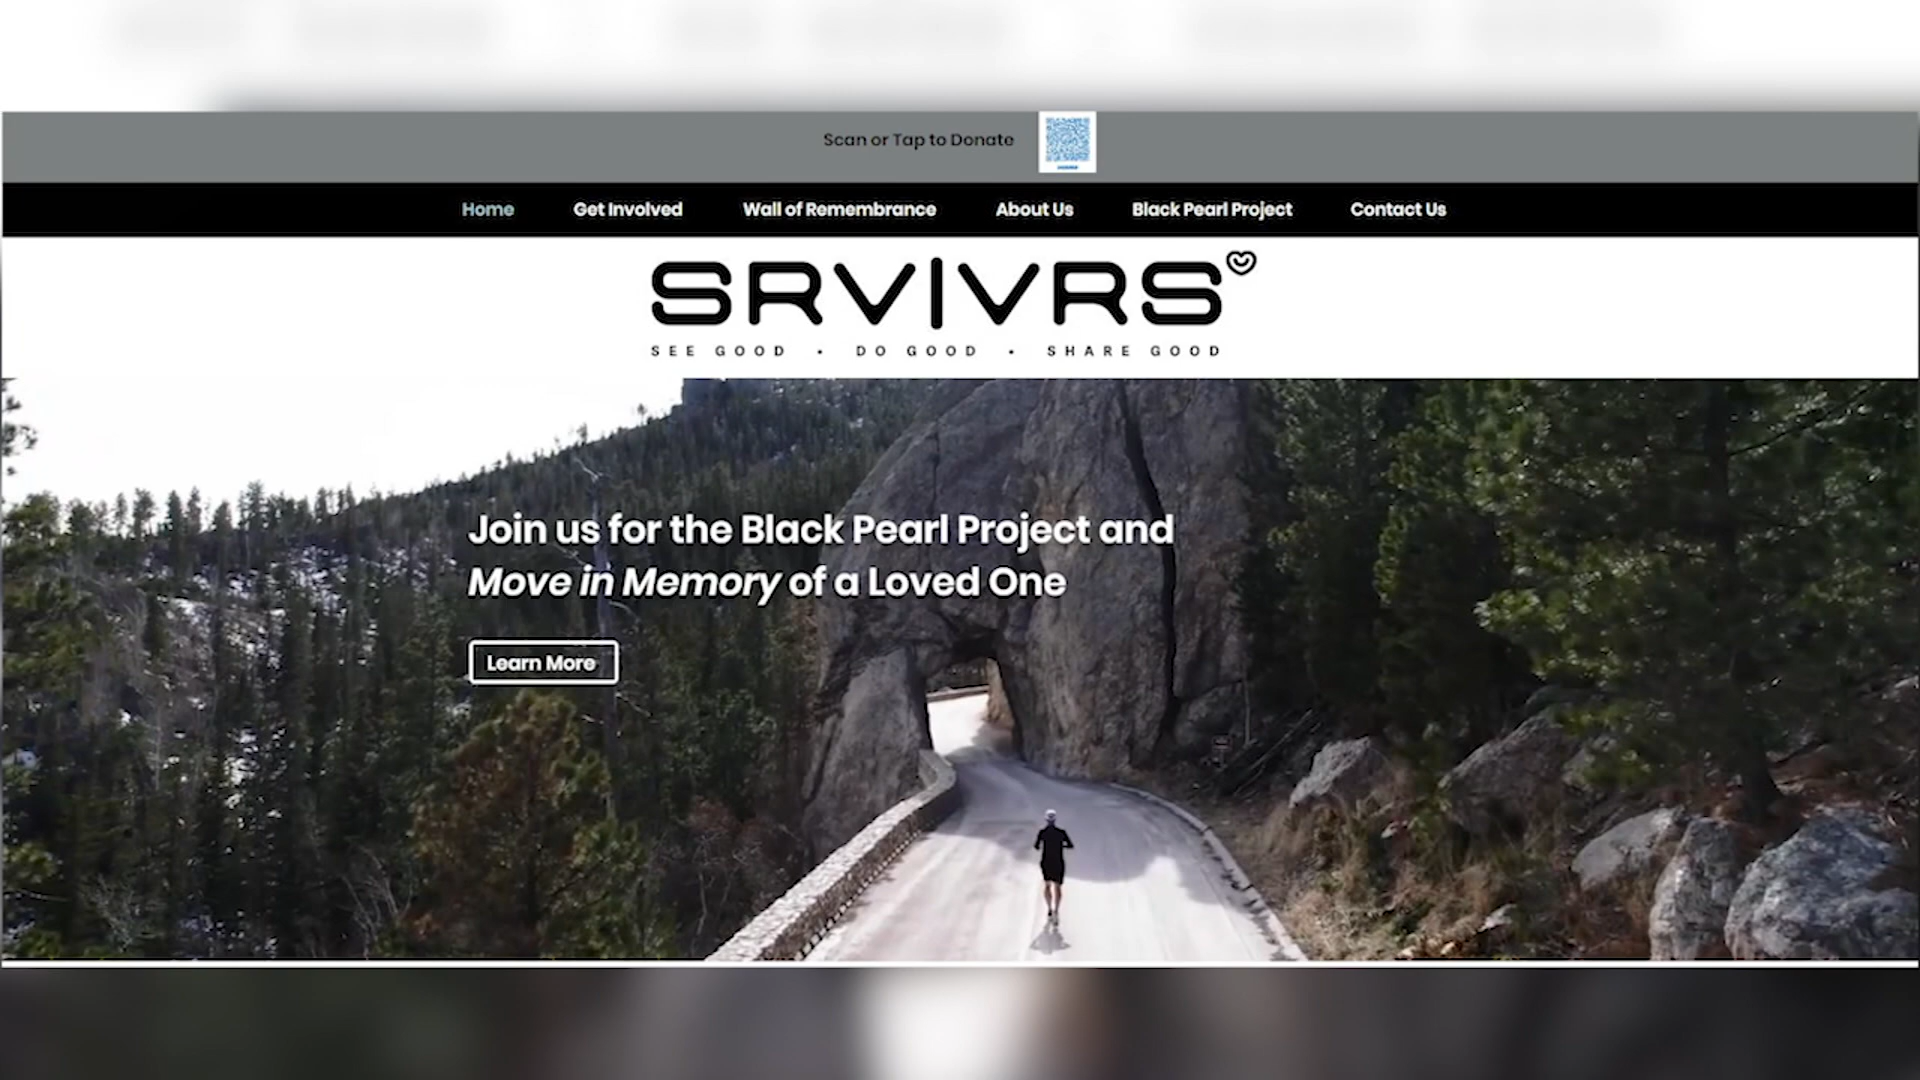 Scan or Tap to Donate
Home Get Involved Wall of Remembrance About Us Black Pearl Project Contact Us
SRVIVRS
SEE GOOD • DO GOOD • SHARE GOOD
Join us for the Black Pearl Project and
Move in Memory of a Loved One
Learn More